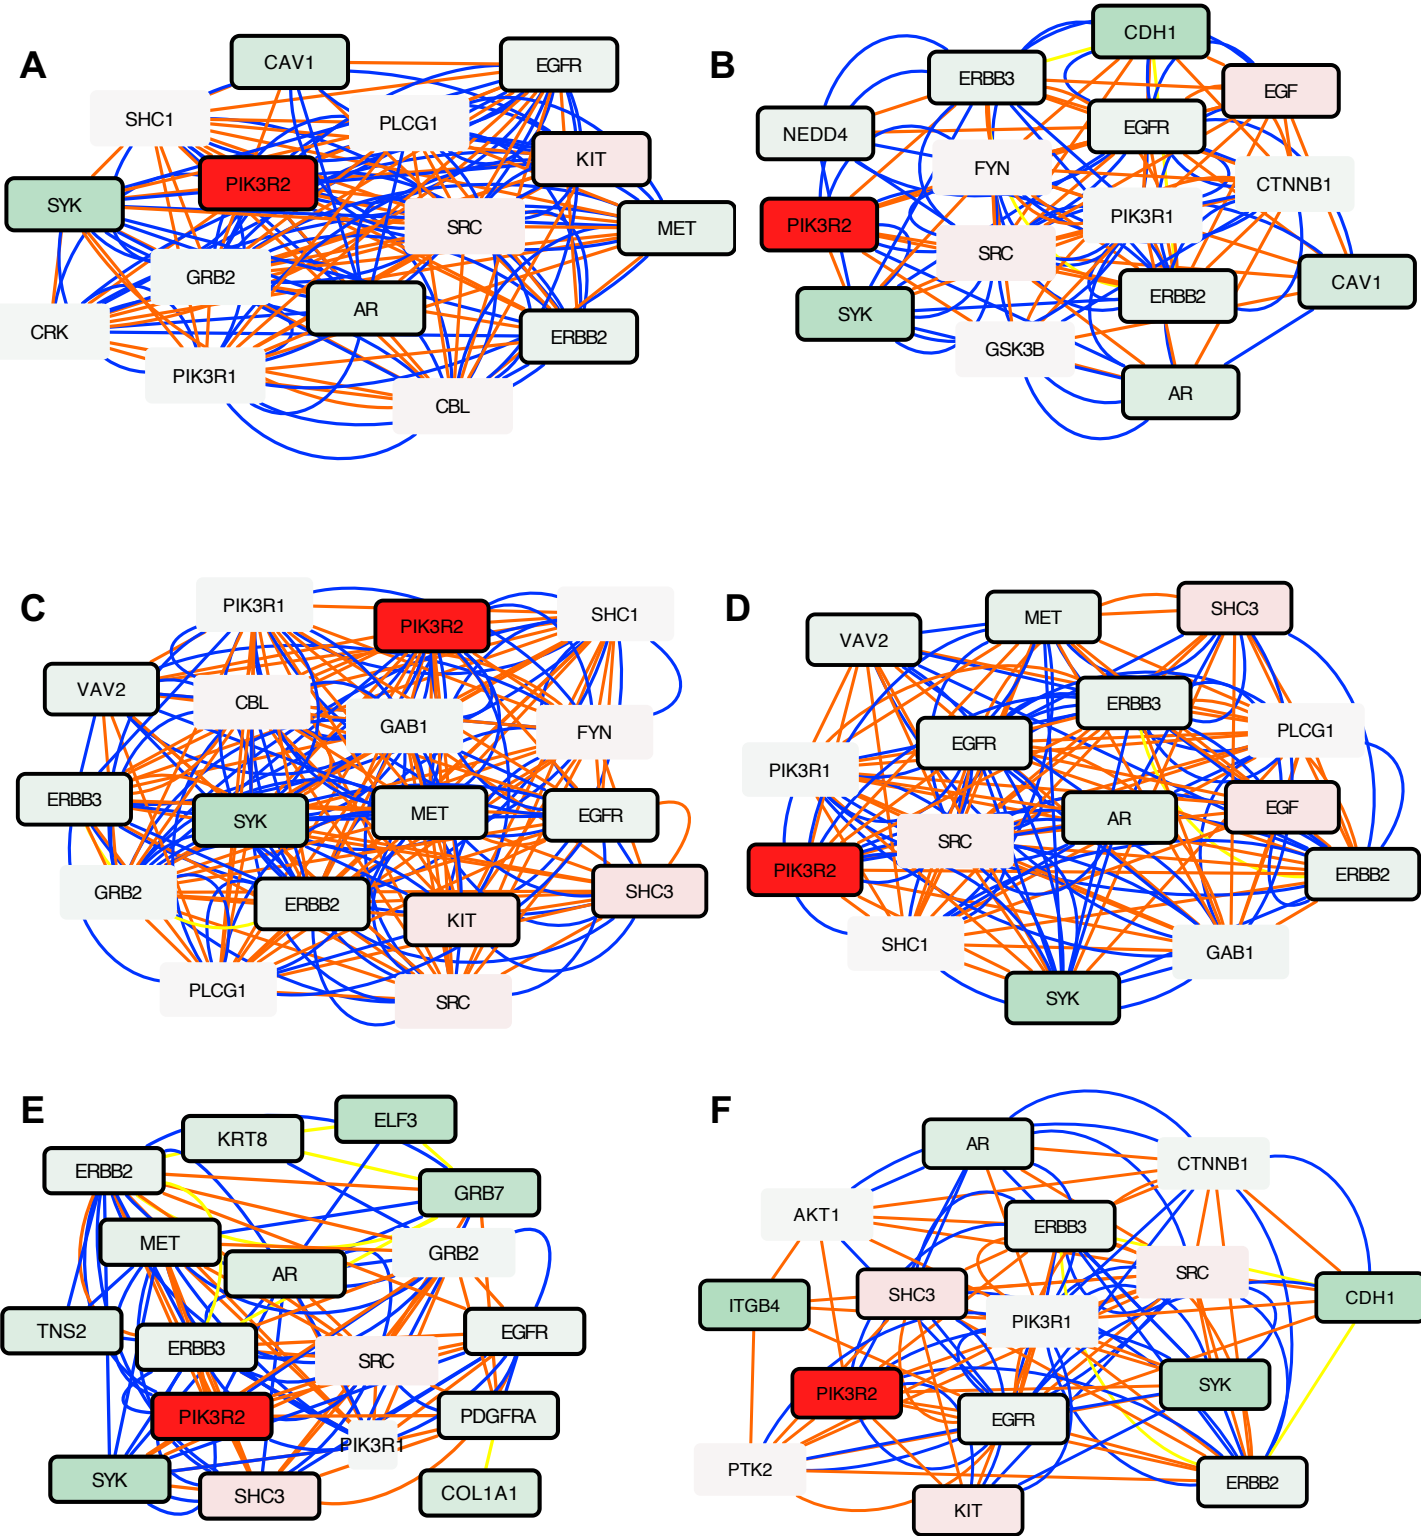 A
CAV1
EGFR
SHC1
PLCG1
KIT
PIK3R2
SYK
SRC
MET
GRB2
AR
CRK
ERBB2
PIK3R1
CBL
B
CDH1
ERBB3
EGF
NEDD4
EGFR
FYN
CTNNB1
PIK3R2
PIK3R1
SRC
CAV1
SYK
ERBB2
GSK3B
AR
C
PIK3R1
PIK3R2
SHC1
VAV2
CBL
GAB1
FYN
ERBB3
SYK
MET
EGFR
GRB2
ERBB2
KIT
SHC3
PLCG1
SRC
D
VAV2
MET
SHC3
ERBB3
EGFR
PLCG1
PIK3R1
AR
EGF
SRC
PIK3R2
ERBB2
SHC1
GAB1
SYK
E
KRT8
ELF3
ERBB2
GRB7
MET
GRB2
AR
TNS2
ERBB3
EGFR
SRC
PIK3R2
PDGFRA
PIK3R1
SYK
SHC3
COL1A1
F
AR
CTNNB1
AKT1
ERBB3
SRC
ITGB4
SHC3
CDH1
PIK3R1
PIK3R2
SYK
EGFR
PTK2
ERBB2
KIT